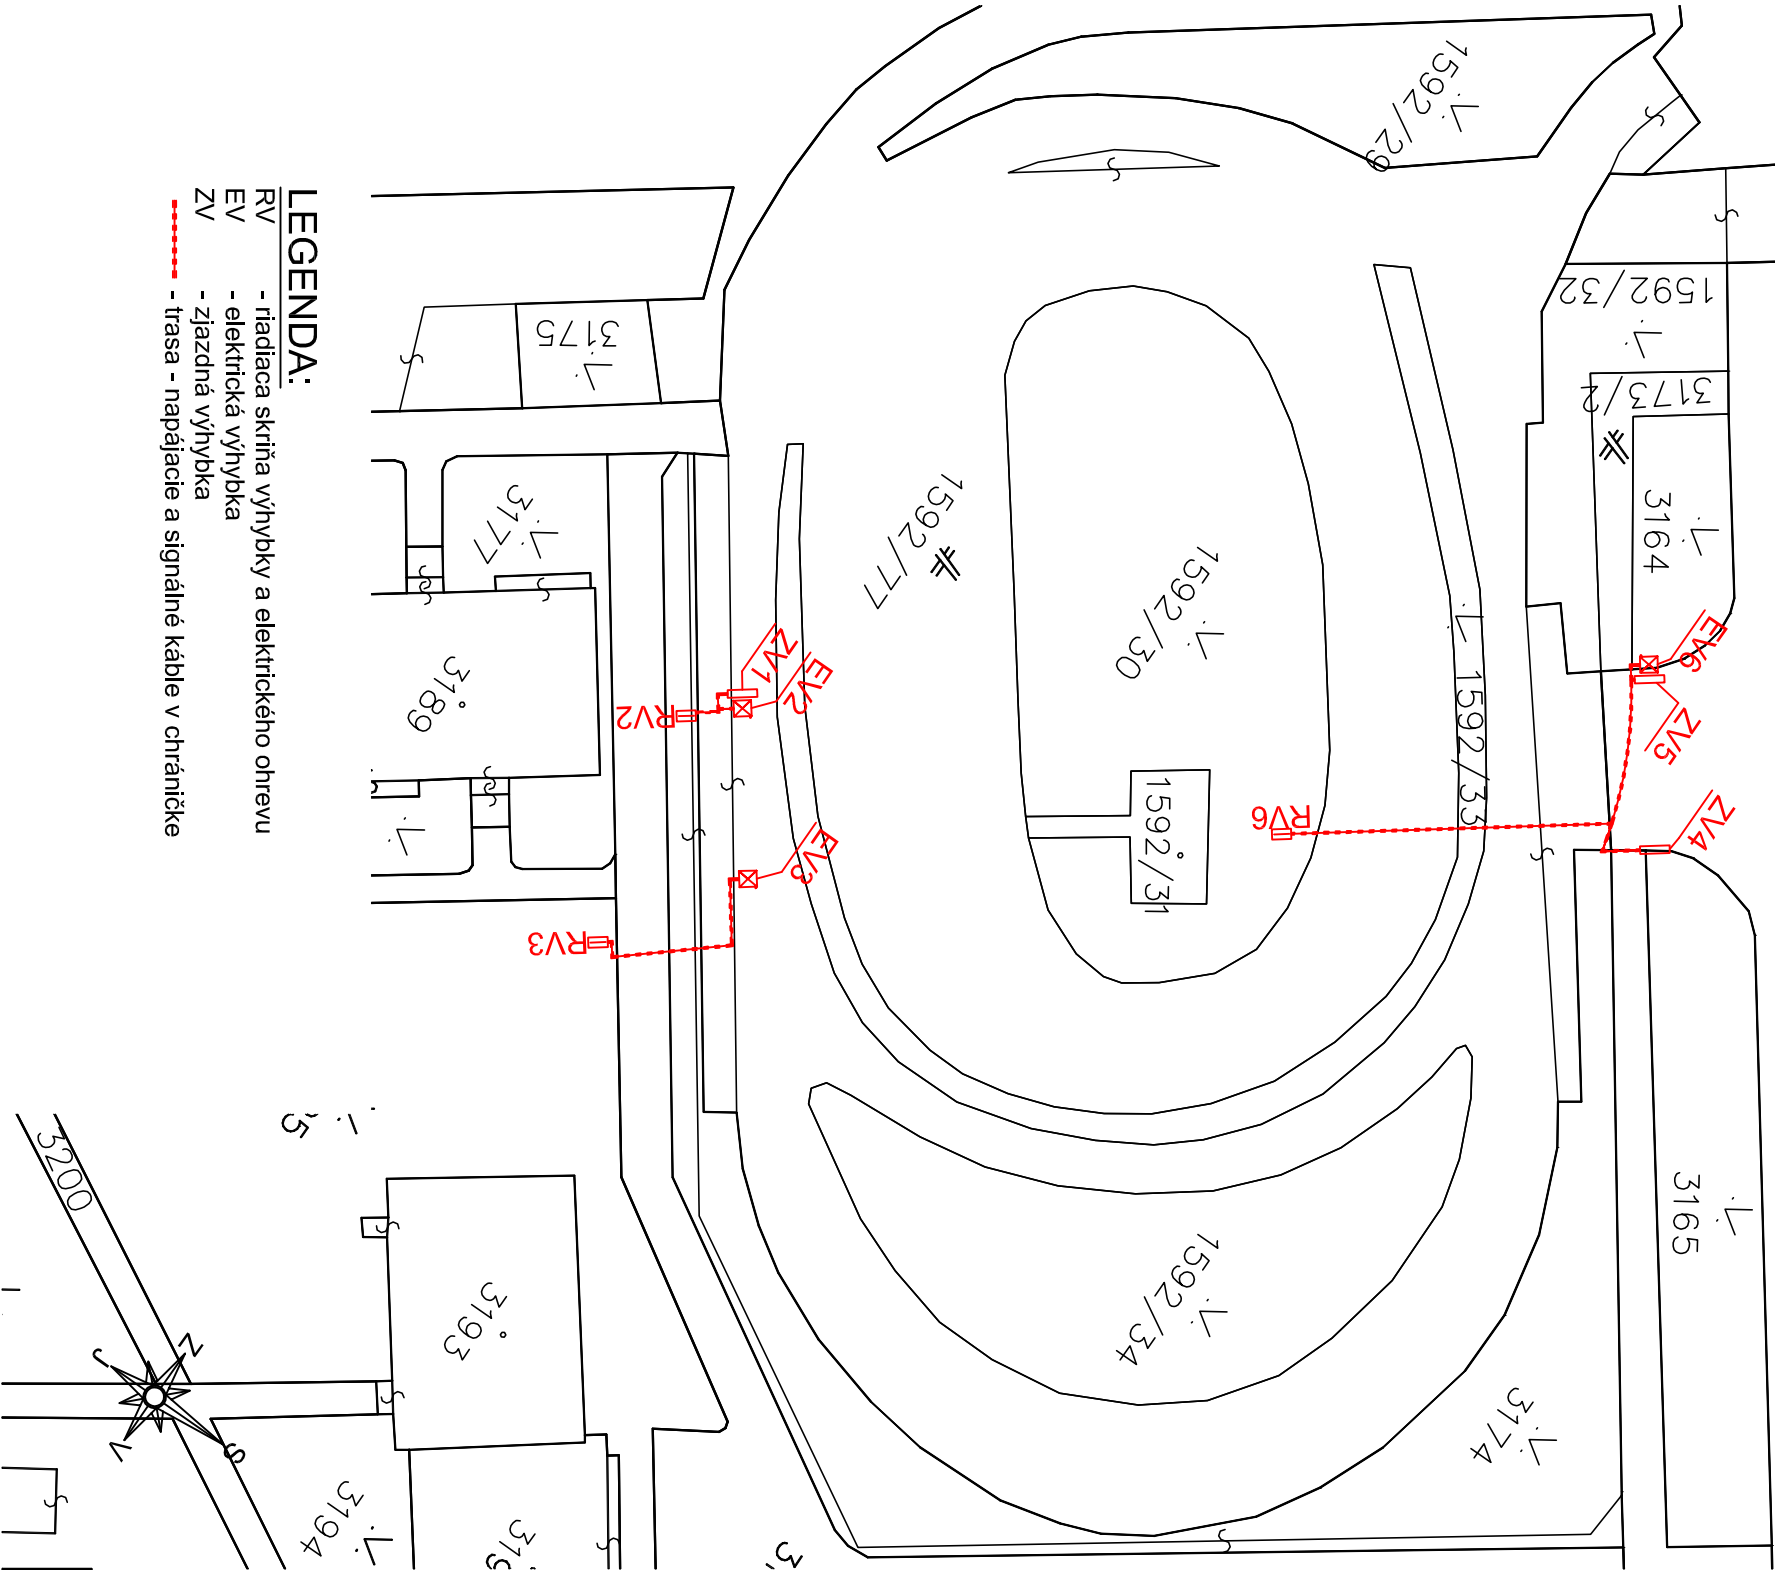 LEGENDA:
RV - riadiaca skriňa výhybky a elektrického ohrevu
EV - elektrická výhybka
ZV - zjazdná výhybka
- trasa - napájacie a signálné káble v chráničke
1592/29
1592/32
3173/2
3164
3175
3177
3189
1592/77
1592/30
1592/33
1592/31
EV6
ZV5
ZV4
RV6
ZV1
EV2
RV2
EV3
RV3
3165
1592/34
3174
3200
3193
3194
319
5
J
Z
V
S